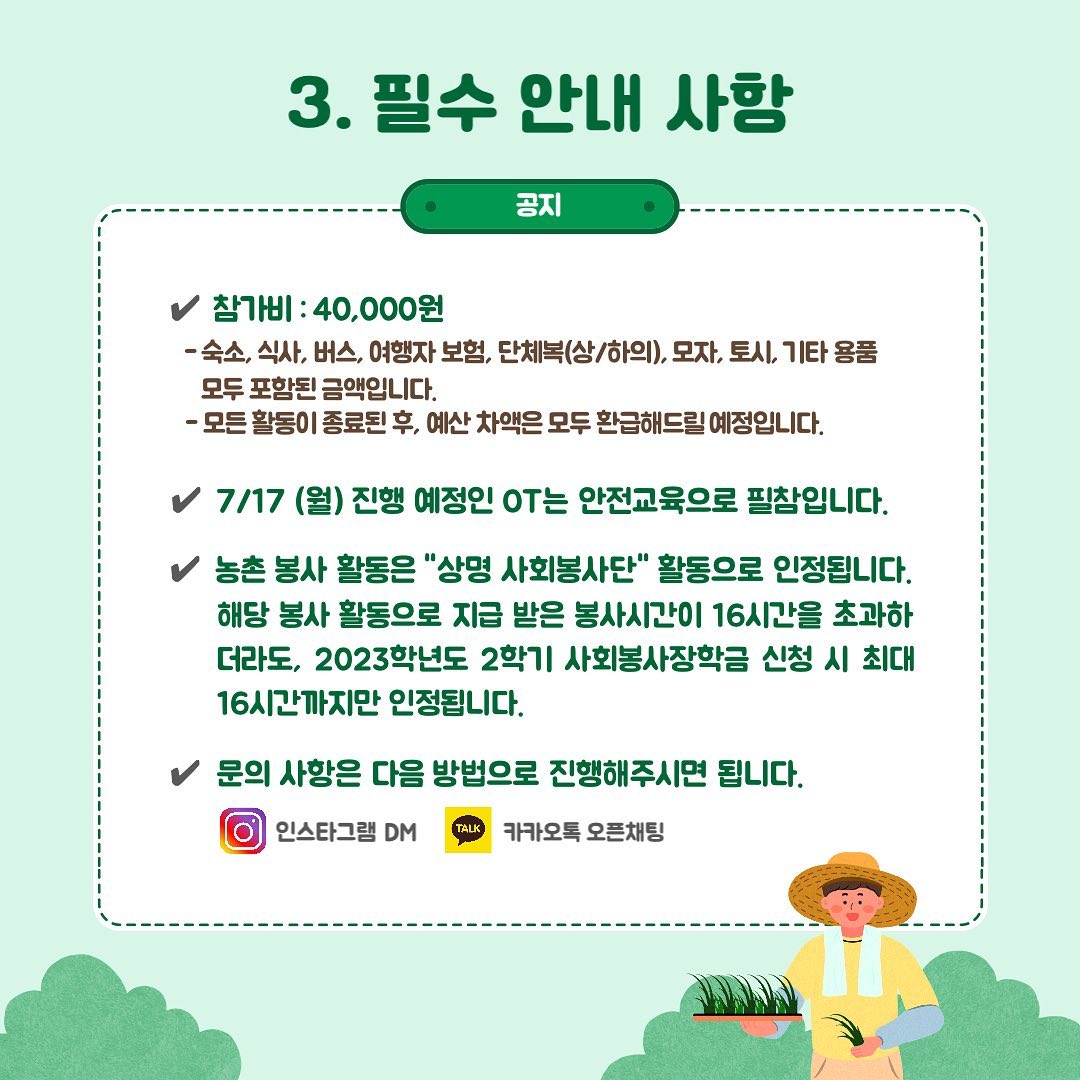 3. 필수 안내 사항
공지
✔ 참가비 : 40,000원
- 숙소, 식사, 버스, 여행자 보험, 단체복(상/하의), 모자, 토시, 기타 용품
모두 포함된 금액입니다.
- 모든 활동이 종료된 후, 예산 차액은 모두 환급해드릴 예정입니다.
✔ 7/17 (월) 진행 예정인 OT는 안전교육으로 필참입니다.
✔ 농촌 봉사 활동은 "상명 사회봉사단" 활동으로 인정됩니다.
해당 봉사 활동으로 지급 받은 봉사시간이 16시간을 초과하
더라도, 2023학년도 2학기 사회봉사장학금 신청 시 최대
16시간까지만 인정됩니다.
✔ 문의 사항은 다음 방법으로 진행해주시면 됩니다.
인스타그램 DM TALK 카카오톡 오픈채팅